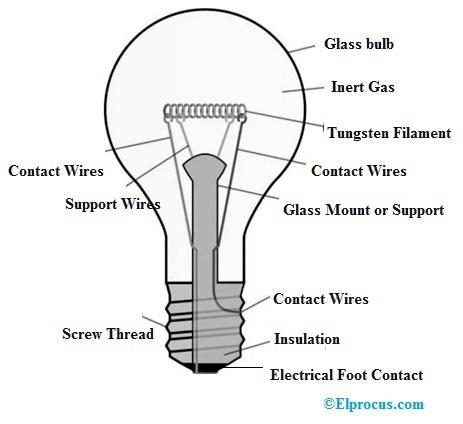 Glass bulb
Inert Gas
Tungsten Filament
Contact Wires
Contact Wires
Support Wires
Glass Mount or Support
Contact Wires
Screw Thread
Insulation
Electrical Foot Contact
©Elprocus.com